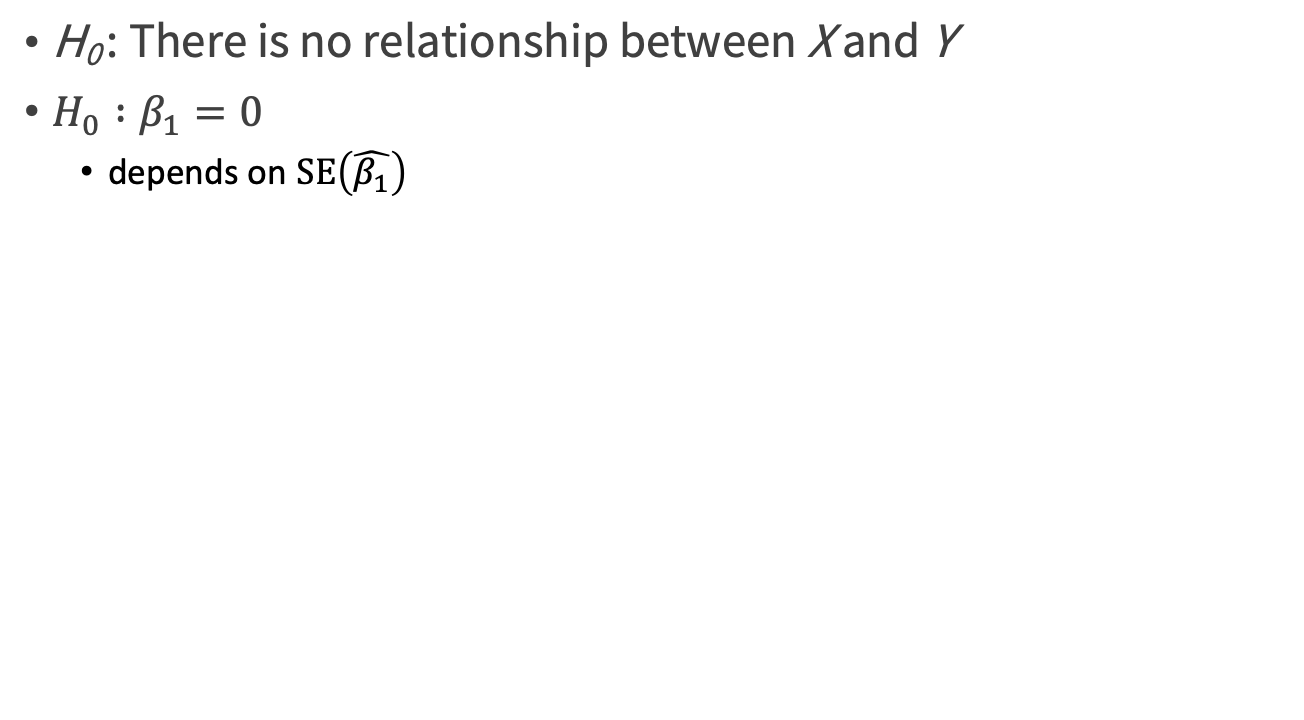 • H₀: There is no relationship between X and Y
• H₀ : β₁ = 0
• depends on SE(β̂₁)